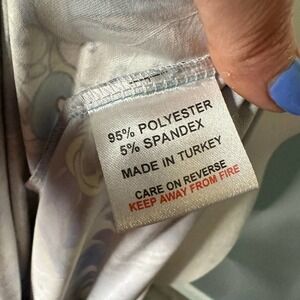 95% POLYESTER
5% SPANDEX
MADE IN TURKEY
CARE ON REVERSE
KEEP AWAY FROM FIRE